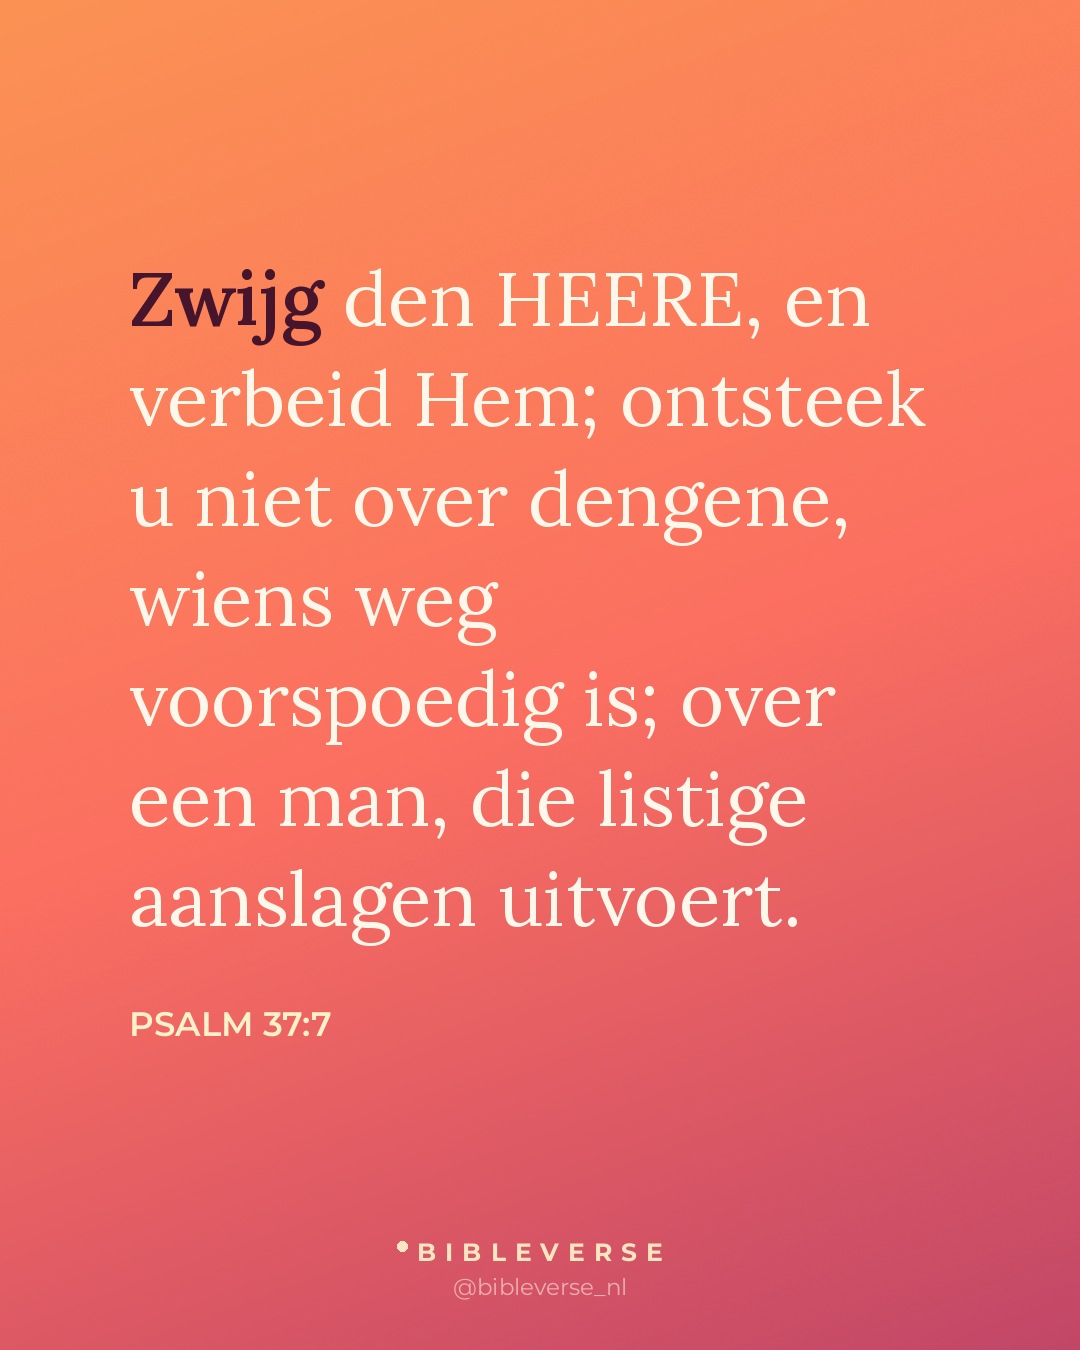 Zwijg den HEERE, en
verbeid Hem; ontsteek
u niet over dengene,
wiens weg
voorspoedig is; over
een man, die listige
aanslagen uitvoert.
PSALM 37:7
BIBLEVERSE
@bibleverse_nl